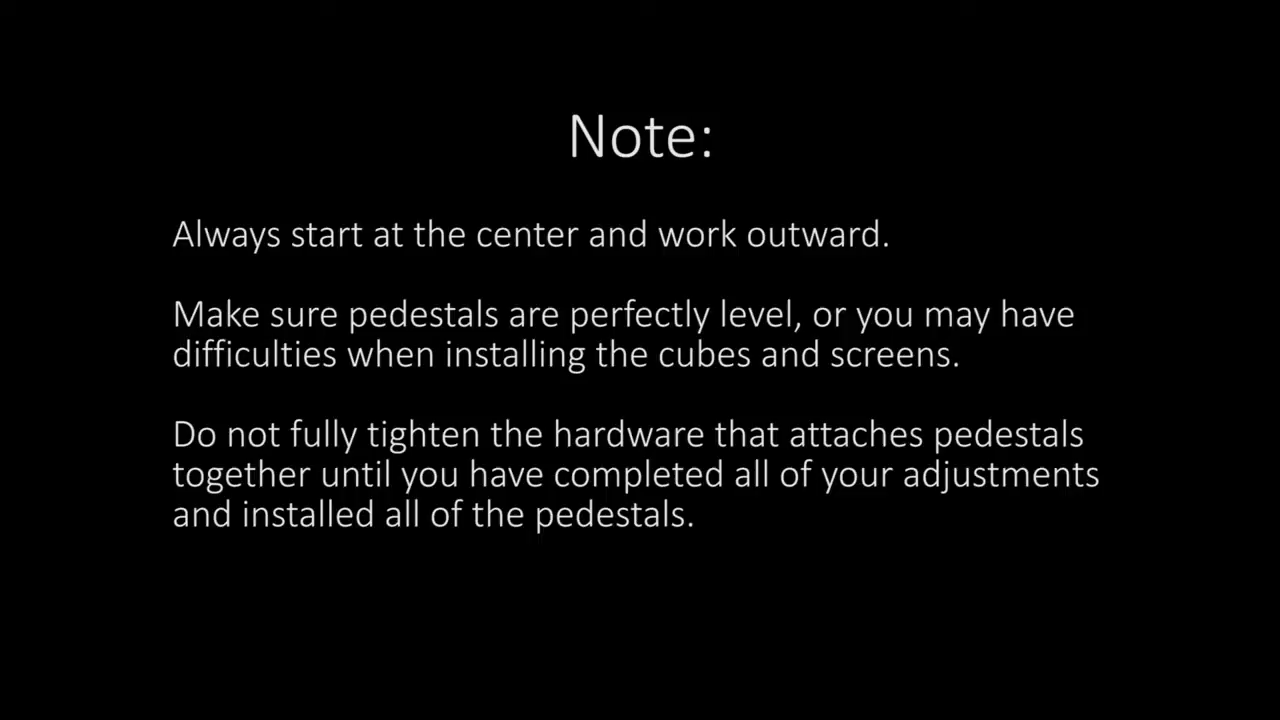 Note:
Always start at the center and work outward.
Make sure pedestals are perfectly level, or you may have
difficulties when installing the cubes and screens.
Do not fully tighten the hardware that attaches pedestals
together until you have completed all of your adjustments
and installed all of the pedestals.